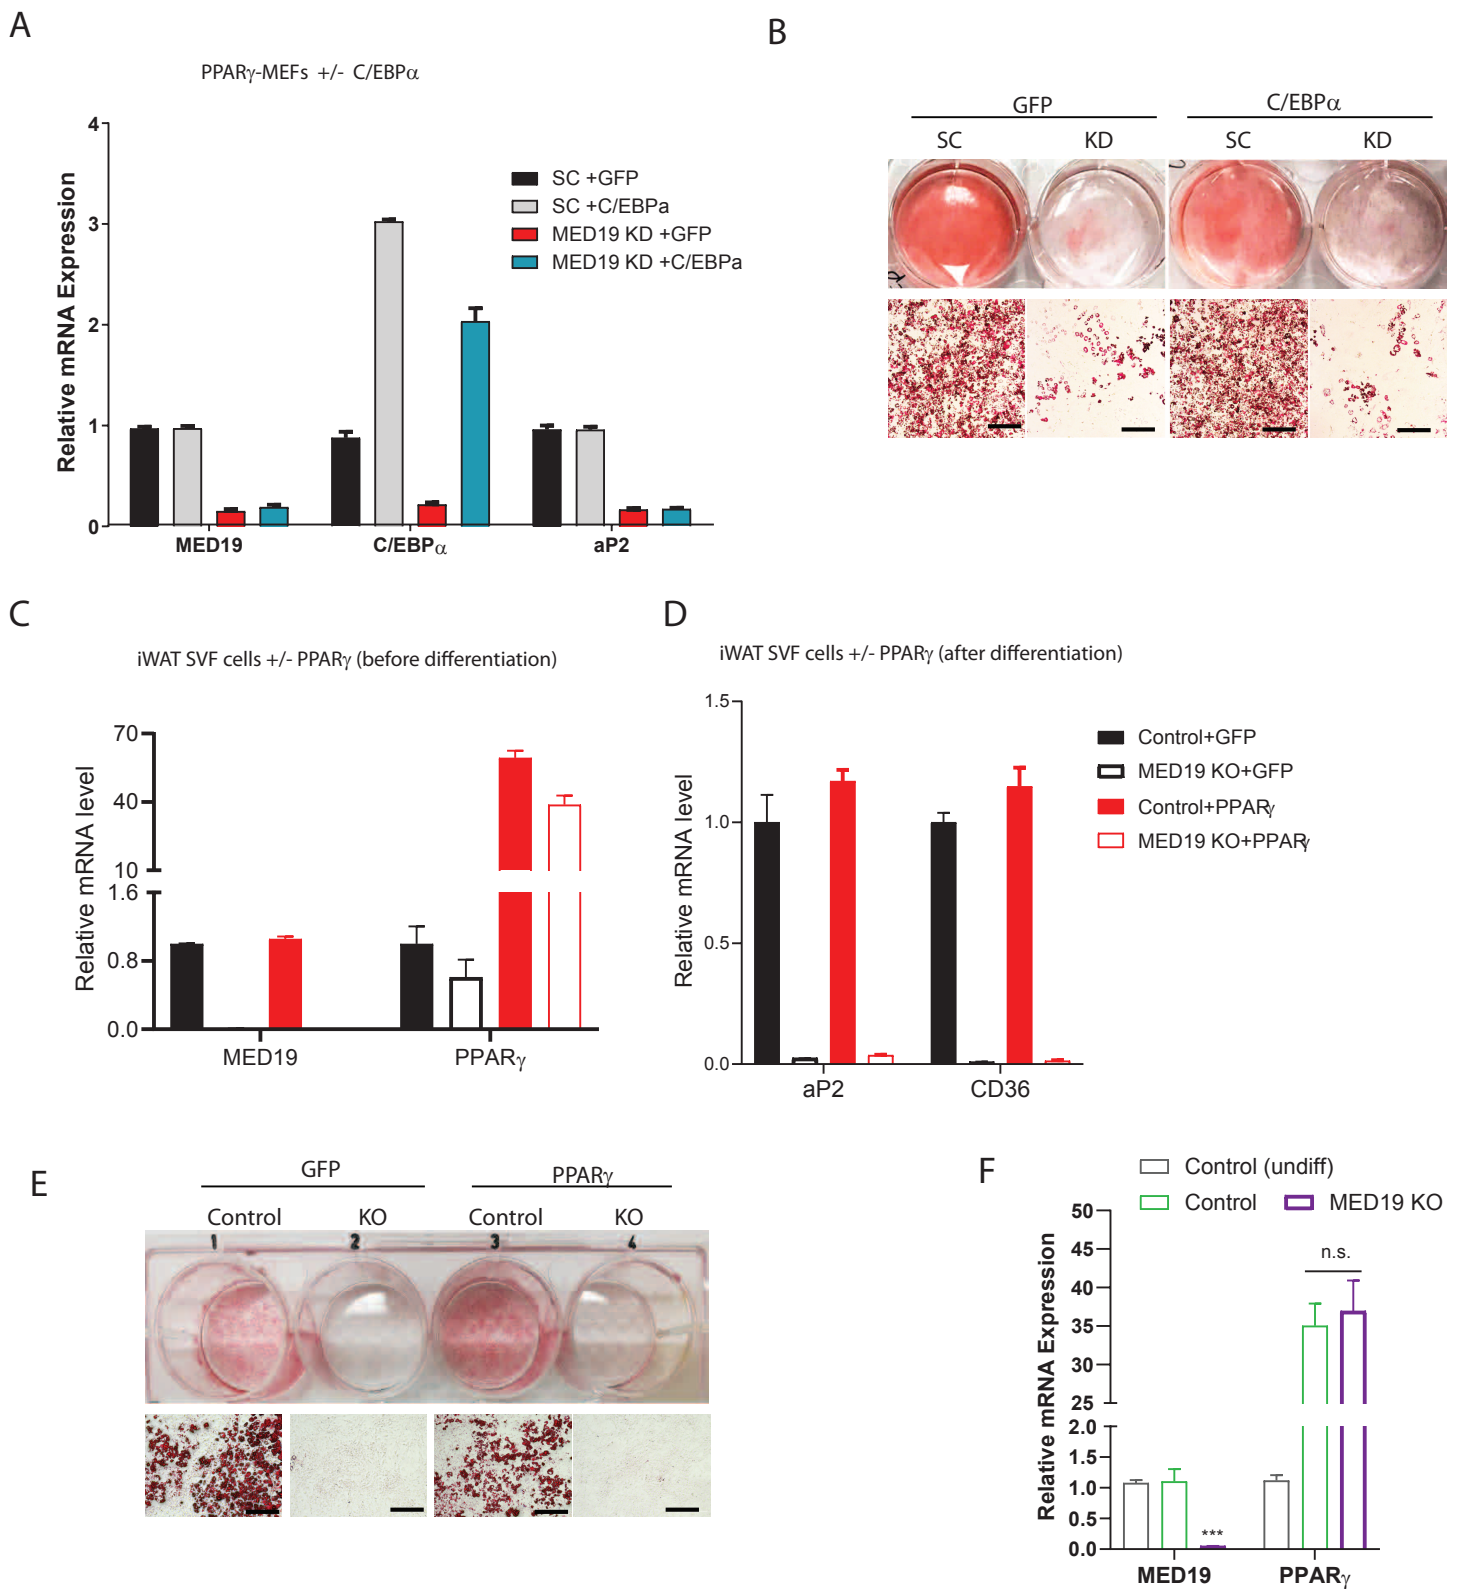 A
PPARγ-MEFs +/- C/EBPα
Relative mRNA Expression
4
3
2
1
0
SC +GFP
SC +C/EBPa
MED19 KD +GFP
MED19 KD +C/EBPa
MED19
C/EBPα
aP2
B
GFP
C/EBPα
SC
KD
SC
KD
C
iWAT SVF cells +/- PPARγ (before differentiation)
Relative mRNA level
Relative mRNA level
70
40
10
1.6
0.8
0.0
MED19
PPARγ
D
iWAT SVF cells +/- PPARγ (after differentiation)
Relative mRNA level
1.5
1.0
0.5
0.0
Control+GFP
MED19 KO+GFP
Control+PPARγ
MED19 KO+PPARγ
aP2
CD36
E
GFP
PPARγ
Control
KO
Control
KO
1
2
3
4
F
Control (undiff)
Control
MED19 KO
Relative mRNA Expression
50
45
40
35
30
25
2.0
1.5
1.0
0.5
0.0
n.s.
***
MED19
PPARγ